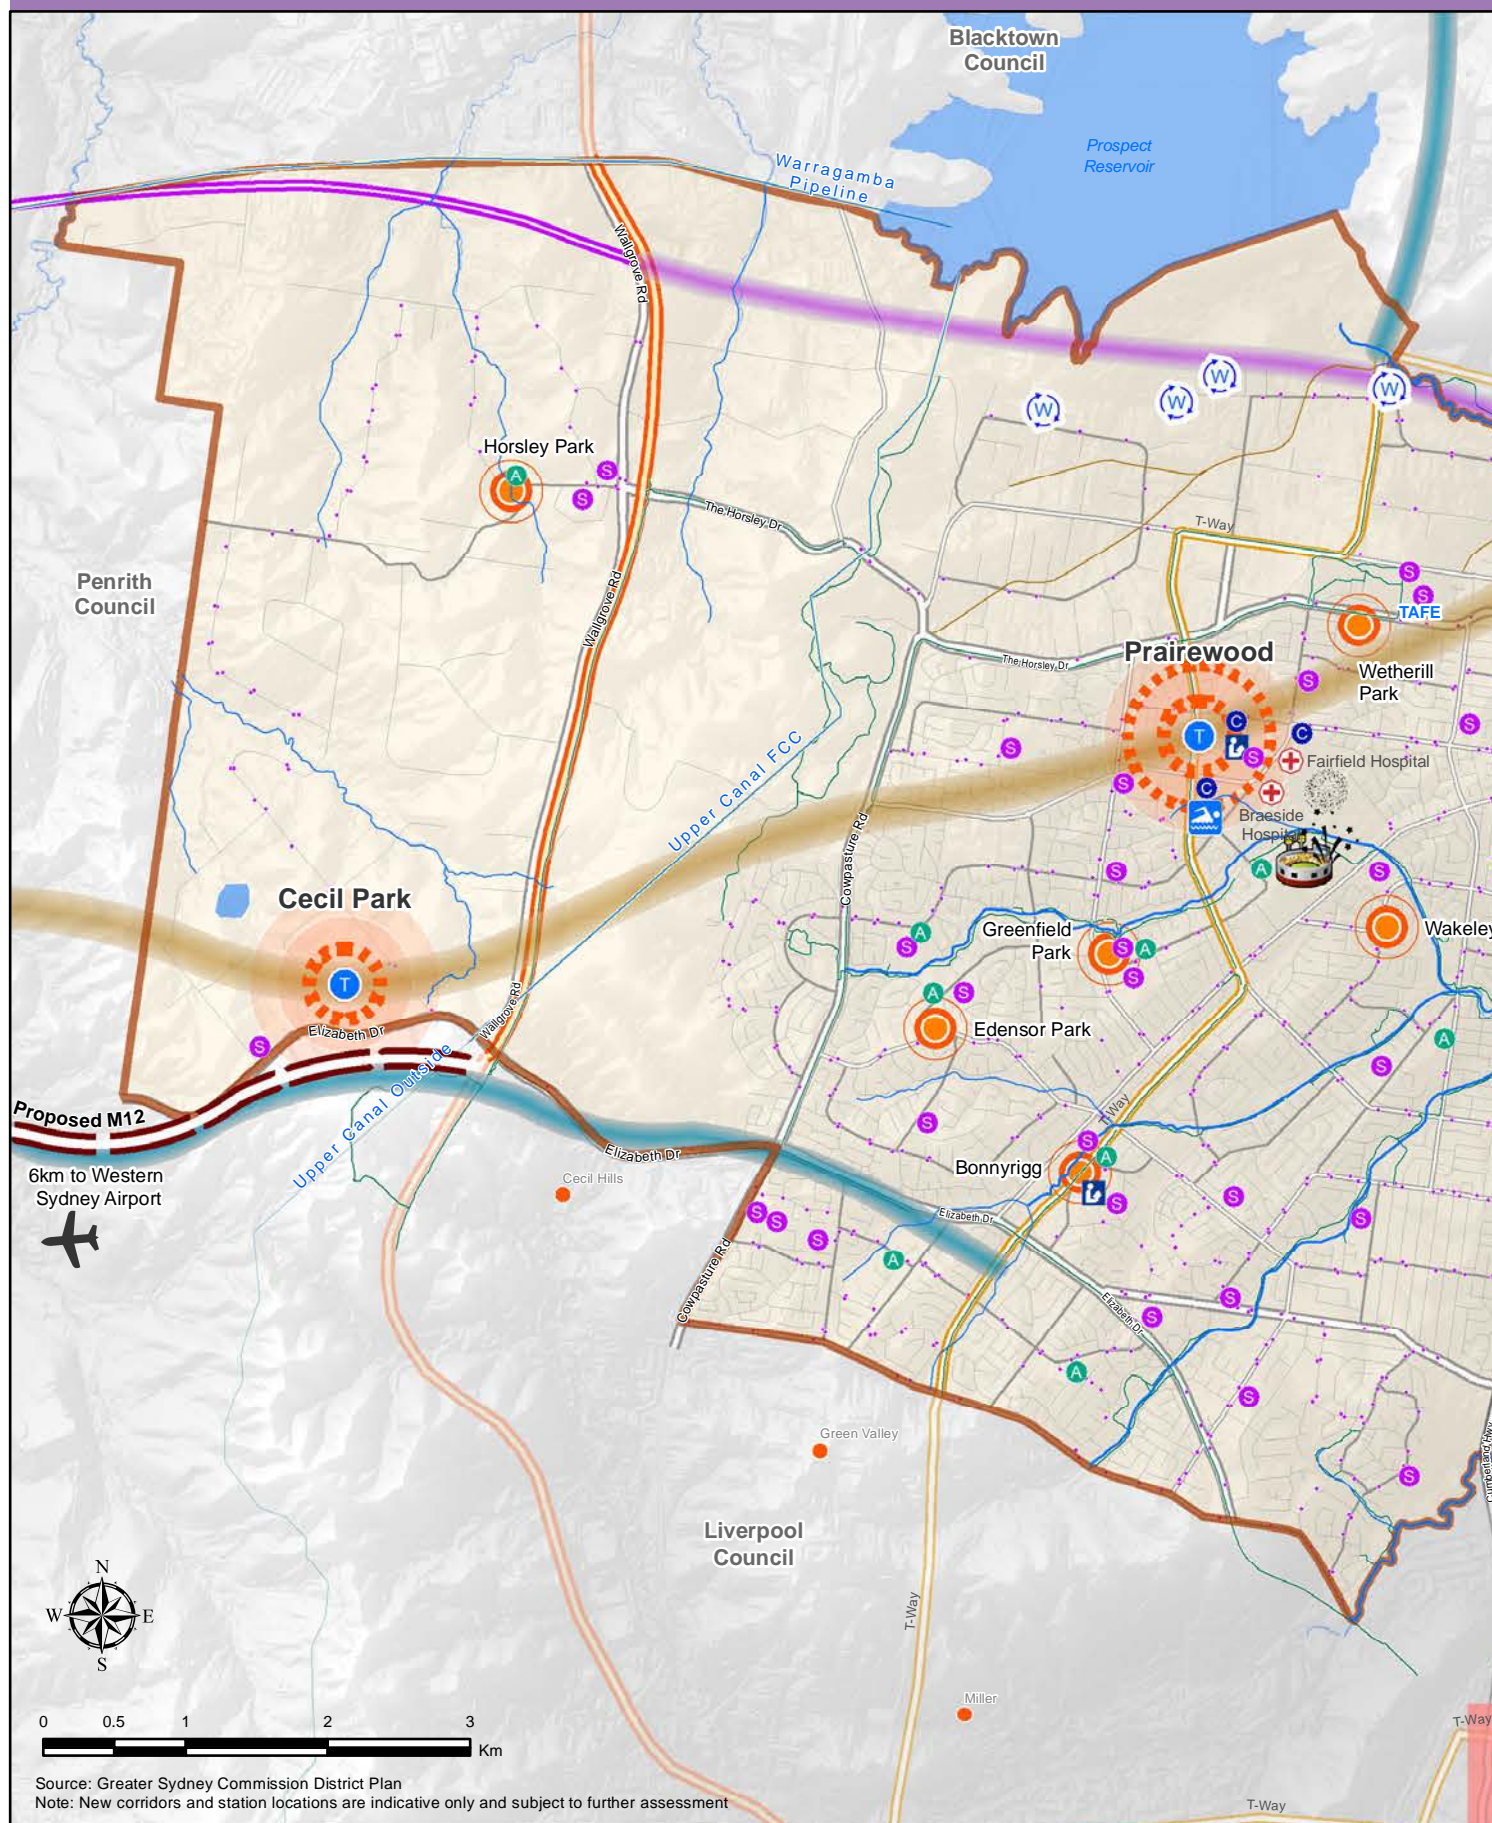 Blacktown
Council
Prospect
Reservoir
Warragamba
Pipeline
Wallgrove Rd
Horsley Park
A
S
S
W
W
W
W
The Horsley Dr
T-Way
Penrith
Council
Wallgrove Rd
S
S
TAFE
Prairewood
The Horsley Dr
Wetherill
Park
S
S
Upper Canal FCC
T
C
C
S
S
Fairfield Hospital
S
C
Braeside
Hospital
Cowpasture Rd
S
A
S
Cecil Park
A
S
Greenfield
Park
S
A
S
Wakeley
T
A
S
Edensor Park
Elizabeth Dr
Wallgrove Rd
S
A
S
Upper Canal Outside
Proposed M12
T-Way
S
S
A
6km to Western
Sydney Airport
Elizabeth Dr
Cecil Hills
Bonnyrigg
S
S
S
S
S
S
S
Elizabeth Dr
A
Cowpasture Rd
S
Elizabeth Dr
S
A
S
Green Valley
Cumberland Hwy
S
Liverpool
Council
N
W
E
S
T-Way
Miller
T-Way
0 0.5 1 2 3
Km
Source: Greater Sydney Commission District Plan
Note: New corridors and station locations are indicative only and subject to further assessment
T-Way